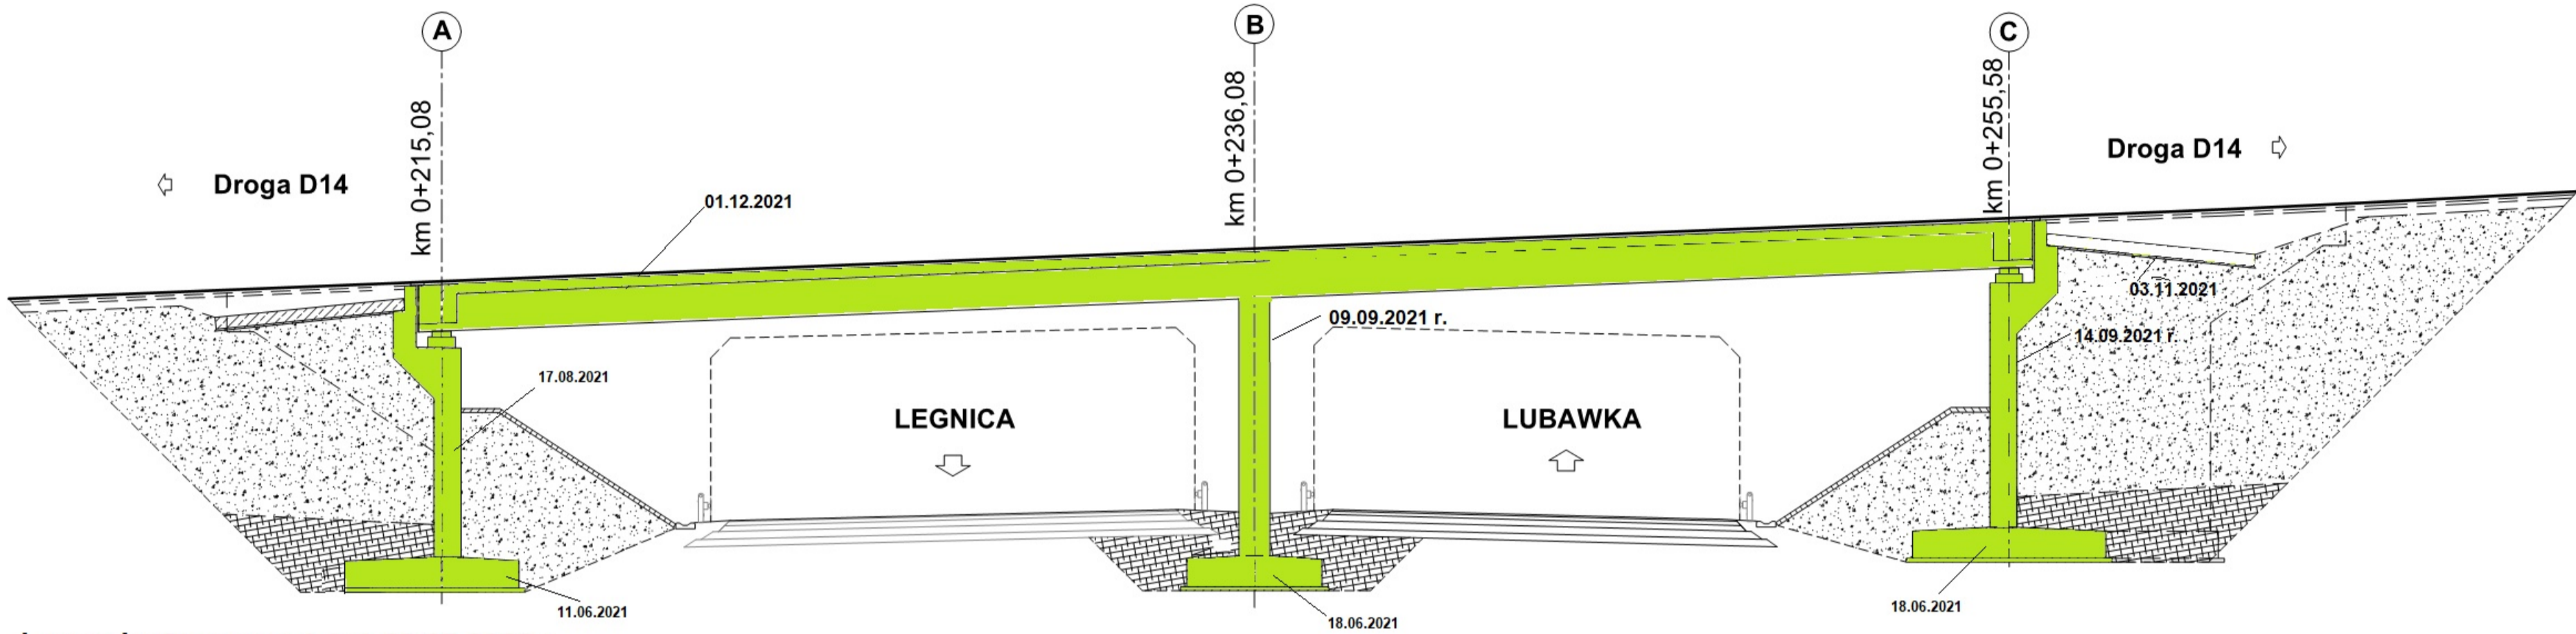 A
B
C
km 0+215,08
km 0+236,08
km 0+255,58
Droga D14
Droga D14
01.12.2021
03.11.2021
09.09.2021 r.
14.09.2021 r.
17.08.2021
LEGNICA
LUBAWKA
11.06.2021
18.06.2021
18.06.2021